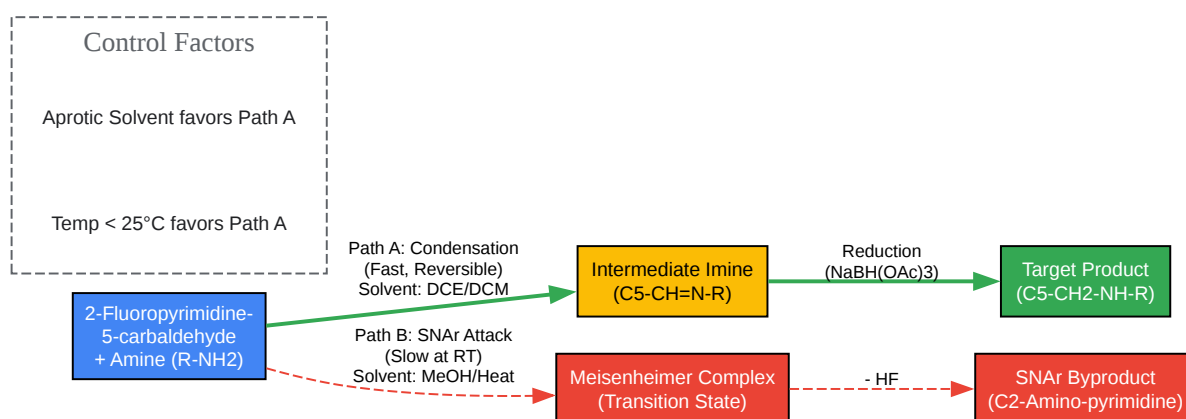 Control Factors
Aprotic Solvent favors Path A
Temp < 25°C favors Path A
2-Fluoropyrimidine-
5-carbaldehyde
+ Amine (R-NH2)
Path A: Condensation
(Fast, Reversible)
Solvent: DCE/DCM
Intermediate Imine
(C5-CH=N-R)
Reduction
(NaBH(OAc)3)
Target Product
(C5-CH2-NH-R)
Path B: SNAr Attack
(Slow at RT)
Solvent: MeOH/Heat
Meisenheimer Complex
(Transition State)
- HF
SNAr Byproduct
(C2-Amino-pyrimidine)